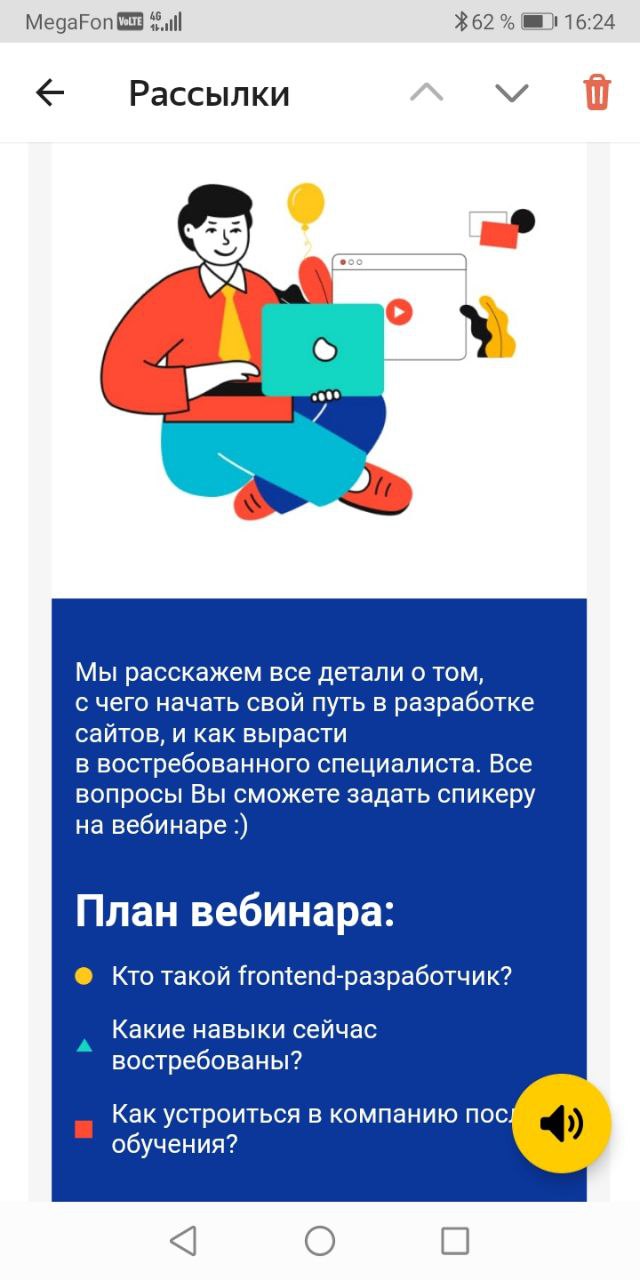 MegaFon VoLTE 4G 62 % 16:24
Рассылки
Мы расскажем все детали о том,
с чего начать свой путь в разработке
сайтов, и как вырасти
в востребованного специалиста. Все
вопросы Вы сможете задать спикеру
на вебинаре :)
План вебинара:
Кто такой frontend-разработчик?
Какие навыки сейчас
востребованы?
Как устроиться в компанию
обучения?